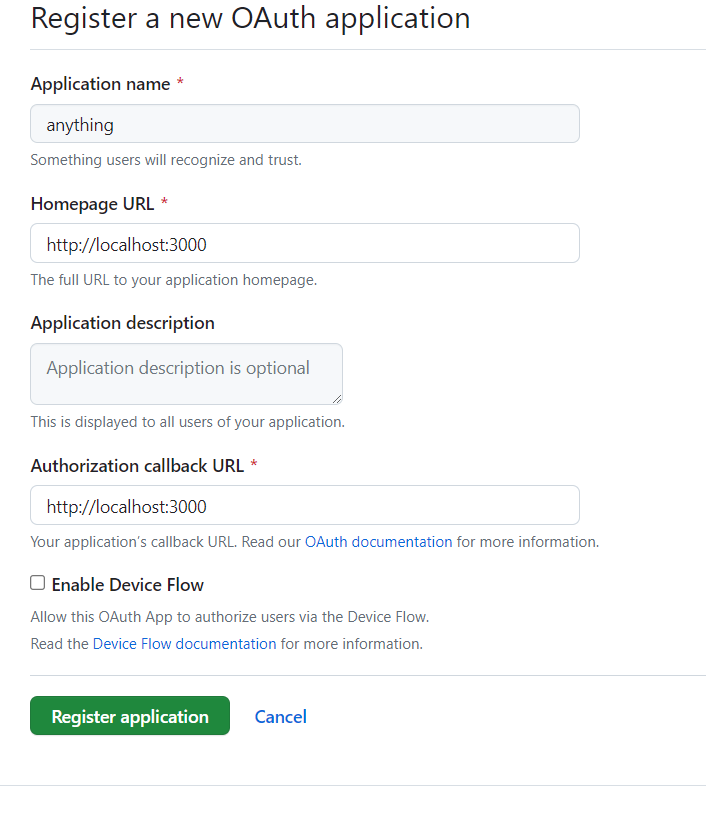 Register a new OAuth application
Application name *
anything
Something users will recognize and trust.
Homepage URL *
http://localhost:3000
The full URL to your application homepage.
Application description
Application description is optional
This is displayed to all users of your application.
Authorization callback URL *
http://localhost:3000
Your application’s callback URL. Read our OAuth documentation for more information.
Enable Device Flow
Allow this OAuth App to authorize users via the Device Flow.
Read the Device Flow documentation for more information.
Register application Cancel